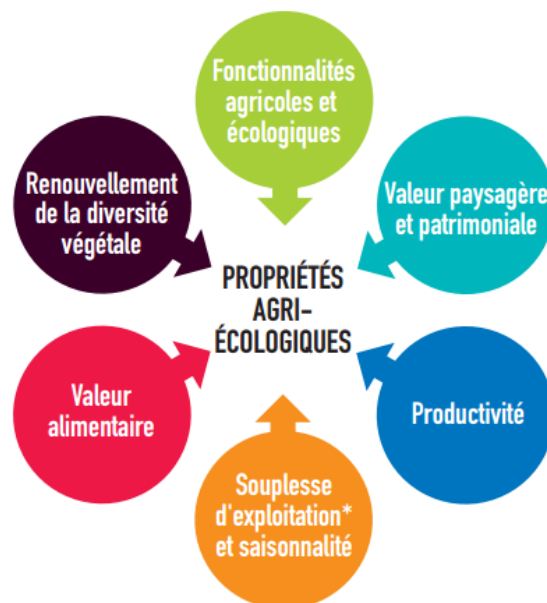 Fonctionnalités
agricoles et
écologiques
Renouvellement
de la diversité
végétale
Valeur paysagère
et patrimoniale
PROPRIÉTÉS
AGRI-
ÉCOLOGIQUES
Valeur
alimentaire
Productivité
Souplesse
d'exploitation*
et saisonnalité